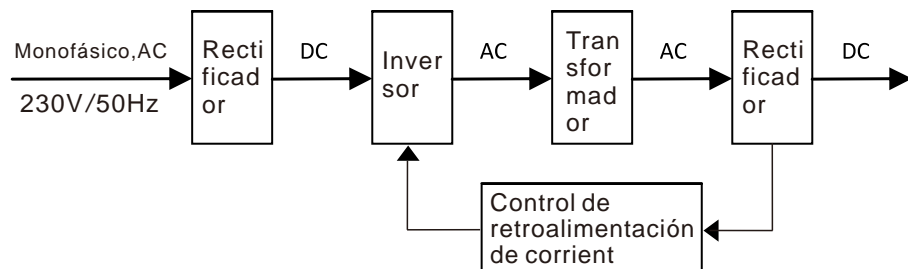 Monofásico,AC
230V/50Hz
Recti
ficad
or
DC
Inver
sor
AC
Tran
sfor
mad
or
AC
Recti
ficad
or
DC
Control de
retroalimentación
de corrient